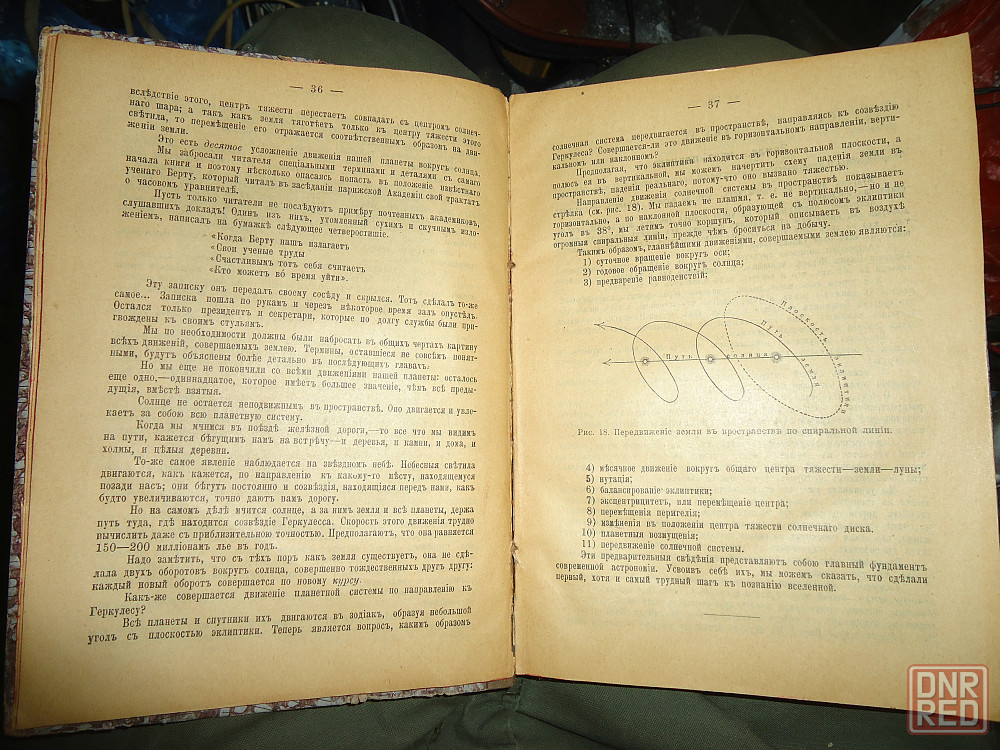 — 36 —
вслѣдствіе этого, центръ тяжести перестаетъ совпадать съ центромъ солнеч-
наго шара; а такъ какъ земля тяготѣетъ только къ центру тяжести этого
свѣтила, то перемѣщеніе его отражается соотвѣтственнымъ образомъ на дви-
женіи земли.
Это есть десятое усложненіе движенія нашей планеты вокругъ солнца.
Мы забросали читателя спеціальными терминами и деталями съ самаго
начала книги и поэтому нѣсколько опасаюсь попасть въ положеніе извѣстнаго
ученаго Берту, который читалъ въ засѣданіи парижской Академіи свой трактатъ
о часовомъ уравнителѣ.
Пусть только читатели не послѣдуютъ примѣру почтенныхъ академиковъ,
слушавшихъ докладъ! Одинъ изъ нихъ, утомленный сухимъ и скучнымъ изло-
женіемъ, написалъ на бумажкѣ слѣдующее четверостишіе:
«Когда Берту нашъ излагаетъ
«Свои ученые труды
«Счастливымъ тотъ себя считаетъ
«Кто можетъ во́ время уйти».
Эту записку онъ передалъ своему сосѣду и скрылся. Тотъ сдѣлалъ то-же
самое... Записка пошла по рукамъ и черезъ нѣкоторое время залъ опустѣлъ.
Остался только президентъ и секретари, которые по долгу службы были при-
гвождены къ своимъ стульямъ.
Мы по необходимости должны были набросать въ общихъ чертахъ картину
всѣхъ движеній, совершаемыхъ землею. Термины, оставшіеся не совсѣмъ понят-
ными, будутъ объяснены болѣе детально въ послѣдующихъ главахъ.
Но мы еще не покончили со всѣми движеніями нашей планеты: осталось
еще одно,—одиннадцатое, которое имѣетъ большее значеніе, чѣмъ всѣ преды-
дущія, вмѣстѣ взятыя.
Солнце не остается неподвижнымъ въ пространствѣ. Оно двигается и увле-
каетъ за собою всю планетную систему.
Когда мы мчимся въ поѣздѣ желѣзной дороги,—то все что мы видимъ
на пути, кажется бѣгущимъ намъ на встрѣчу—и деревья, и камни, и дома, и
холмы, и цѣлыя деревни.
То-же самое явленіе наблюдается на звѣздномъ небѣ. Небесныя свѣтила
двигаются, какъ кажется, по направленію къ какому-то мѣсту, находящемуся
позади насъ; они бѣгутъ постоянно и созвѣздія, находящіяся передъ нами, какъ
будто увеличиваются, точно даютъ намъ дорогу.
Но на самомъ дѣлѣ мчится солнце, а за нимъ земля и всѣ планеты, держа
путь туда, гдѣ находится созвѣздіе Геркулеса. Скорость этого движенія трудно
вычислить даже съ приблизительною точностью. Предполагаютъ, что она равняется
150—200 милліонамъ лье въ годъ.
Надо замѣтить, что съ тѣхъ поръ какъ земля существуетъ, она не сдѣ-
лала двухъ оборотовъ вокругъ солнца, совершенно тождественныхъ другъ другу:
каждый новый оборотъ совершается по новому курсу.
Какъ-же совершается движеніе планетной системы по направленію къ
Геркулесу?
Всѣ планеты и спутники ихъ двигаются въ зодіакѣ, образуя небольшой
уголъ съ плоскостью эклиптики. Теперь является вопросъ, какимъ образомъ
— 37 —
солнечная система передвигается въ пространствѣ, направляясь къ созвѣздію
Геркулеса? Совершается-ли это движеніе въ горизонтальномъ направленіи, верти-
кальномъ или наклонномъ?
Предполагая, что эклиптика находится въ горизонтальной плоскости, а
полюсъ ея въ вертикальной, мы можемъ начертить схему паденія земли въ
пространствѣ, паденія реальнаго, потому-что оно вызвано тяжестью.
Направленіе движенія солнечной системы въ пространствѣ показываетъ
стрѣлка (см. рис. 18). Мы падаемъ не плашмя, т. е. не вертикально,—но и не
горизонтально, а по наклонной плоскости, образующей съ полюсомъ эклиптики
уголъ въ 38°, мы летимъ точно коршунъ, который описываетъ въ воздухѣ
огромныя спиральныя линіи, прежде чѣмъ броситься на добычу.
Такимъ образомъ, главнѣйшими движеніями, совершаемыми землею являются:
1) суточное вращеніе вокругъ оси;
2) годовое обращеніе вокругъ солнца;
3) предвареніе равноденствій;
Плоскость эклиптики
Путь земли
Путь солнца
Рис. 18. Передвиженіе земли въ пространствѣ по спиральной линіи.
4) мѣсячное движеніе вокругъ общаго центра тяжести—земли—луны;
5) нутація;
6) балансированіе эклиптики;
7) эксцентрицитетъ, или перемѣщеніе центра;
8) перемѣщеніе перигелія;
9) измѣненія въ положеніи центра тяжести солнечнаго диска.
10) планетныя возмущенія;
11) передвиженіе солнечной системы.
Эти предварительныя свѣдѣнія представляютъ собою главный фундаментъ
современной астрономіи. Усвоивъ себѣ ихъ, мы можемъ сказать, что сдѣлали
первый, хотя и самый трудный шагъ къ познанію вселенной.
DNR
RED